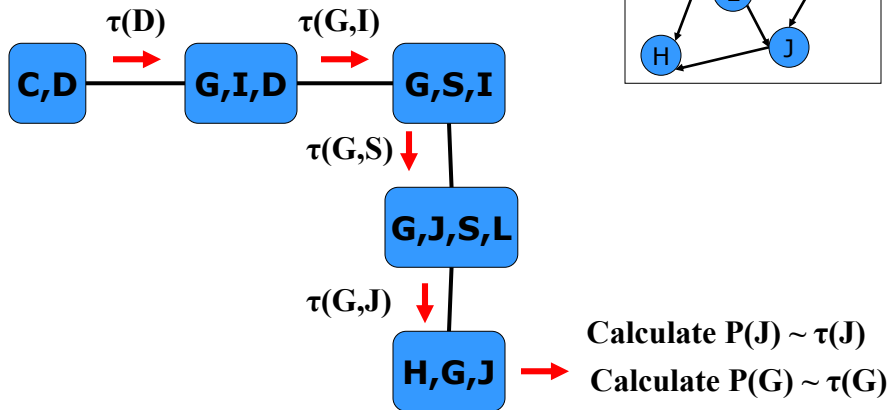 τ(D)
τ(G,I)
C,D
G,I,D
G,S,I
H
J
τ(G,S)
G,J,S,L
τ(G,J)
H,G,J
Calculate P(J) ~ τ(J)
Calculate P(G) ~ τ(G)